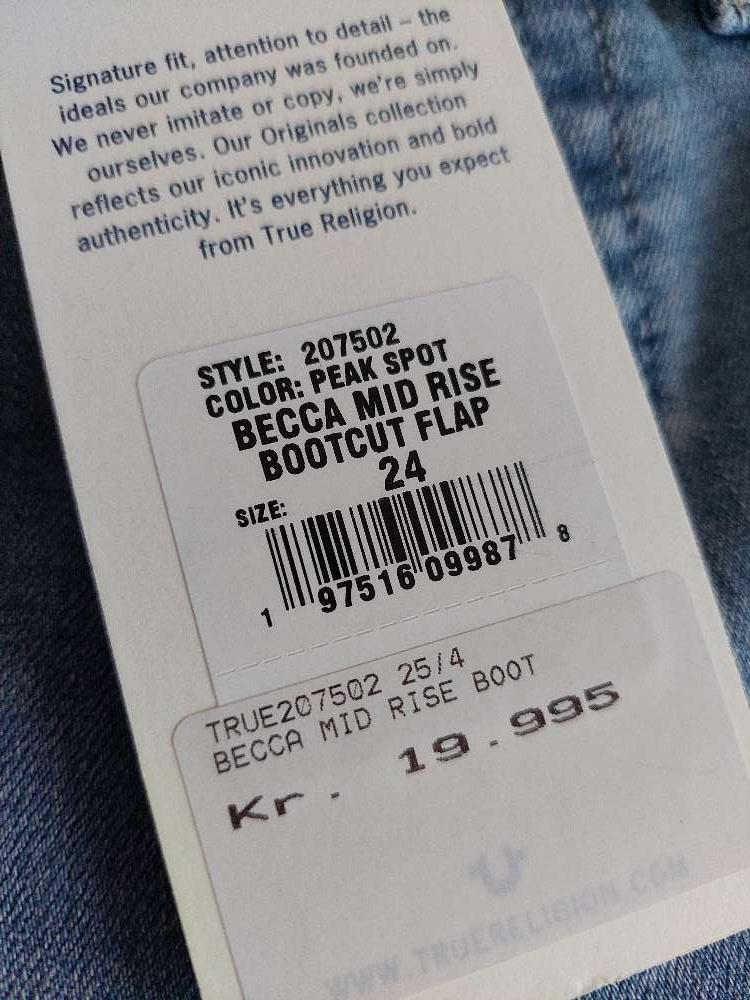 Signature fit, attention to detail – the
ideals our company was founded on.
We never imitate or copy, we're simply
ourselves. Our Originals collection
reflects our iconic innovation and bold
authenticity. It's everything you expect
from True Religion.
STYLE: 207502
COLOR: PEAK SPOT
BECCA MID RISE
BOOTCUT FLAP
24
SIZE:
1 97516 09987 8
TRUE207502 25/4
BECCA MID RISE BOOT
Kr. 19.995
WWW.TRUERELIGION.COM